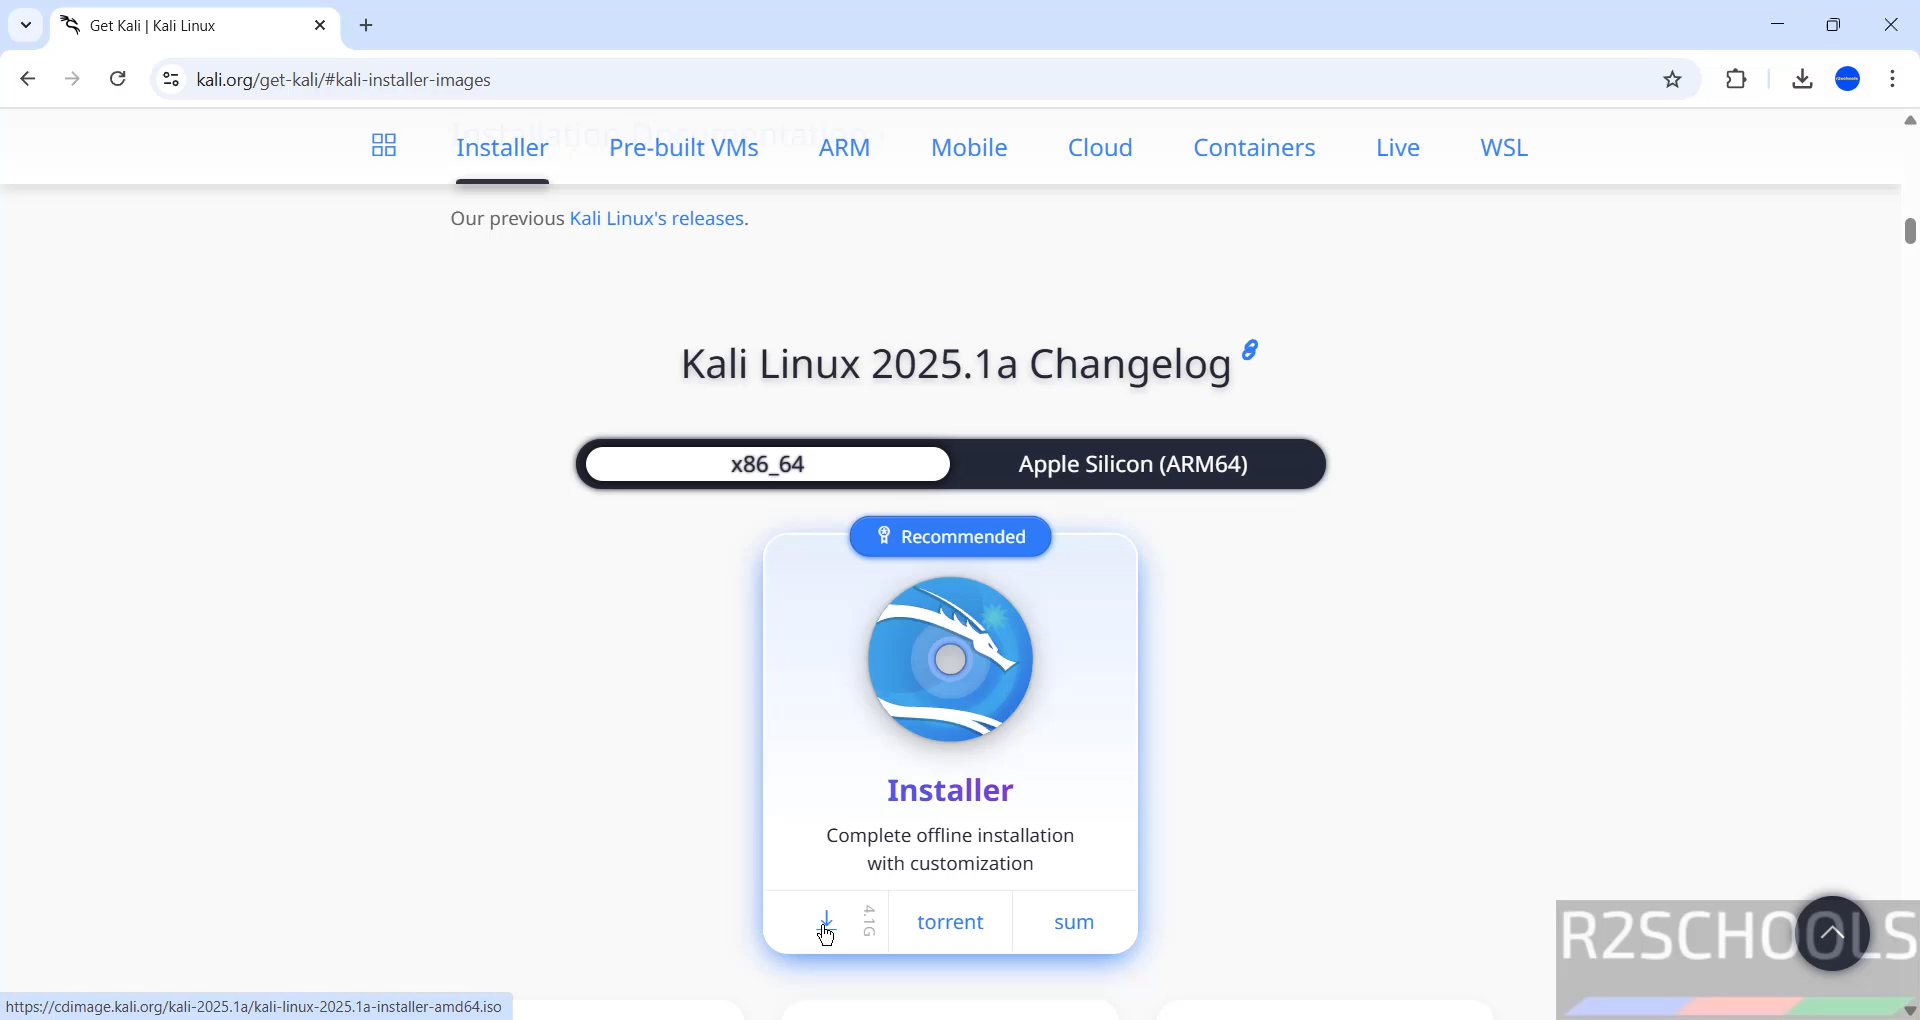 Get Kali | Kali Linux
kali.org/get-kali/#kali-installer-images
Installation Documentation
Installer
Pre-built VMs
ARM
Mobile
Cloud
Containers
Live
WSL
Our previous Kali Linux's releases.
Kali Linux 2025.1a Changelog
x86_64
Apple Silicon (ARM64)
Recommended
Installer
Complete offline installation
with customization
4.1G
torrent
sum
R2SCHOOLS
https://cdimage.kali.org/kali-2025.1a/kali-linux-2025.1a-installer-amd64.iso